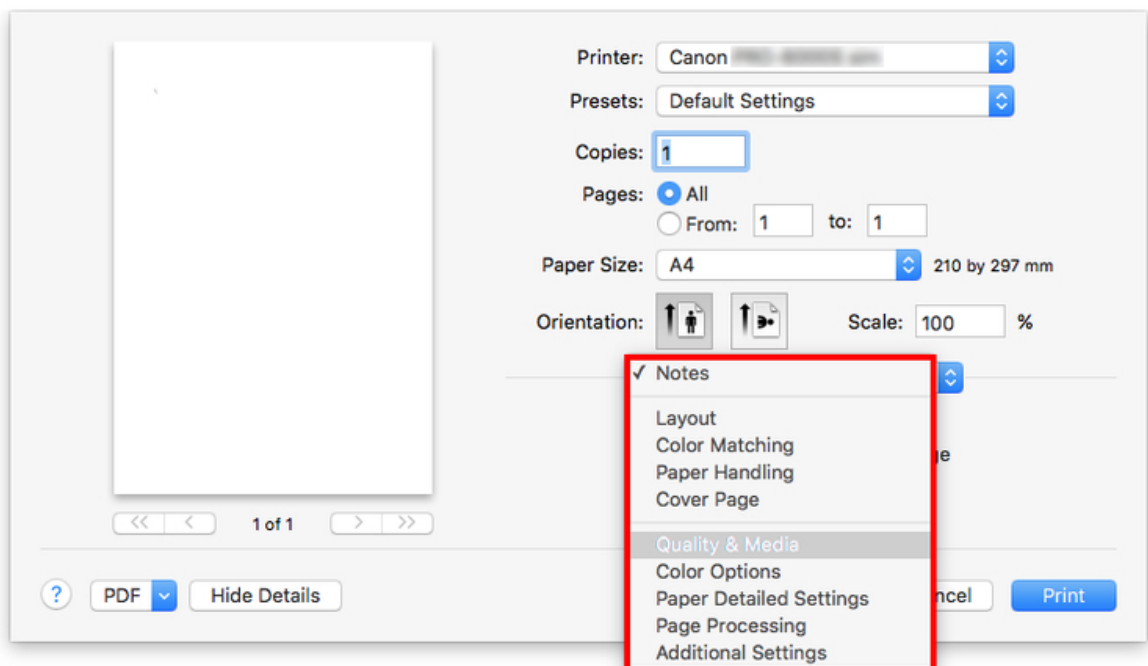 Printer: Canon
Presets: Default Settings
Copies: 1
Pages: All
From: 1 to: 1
Paper Size: A4 210 by 297 mm
Orientation: Scale: 100 %
✓ Notes
Layout
Color Matching
Paper Handling
Cover Page
Quality & Media
Color Options
Paper Detailed Settings
Page Processing
Additional Settings
1 of 1
? PDF Hide Details ncel Print